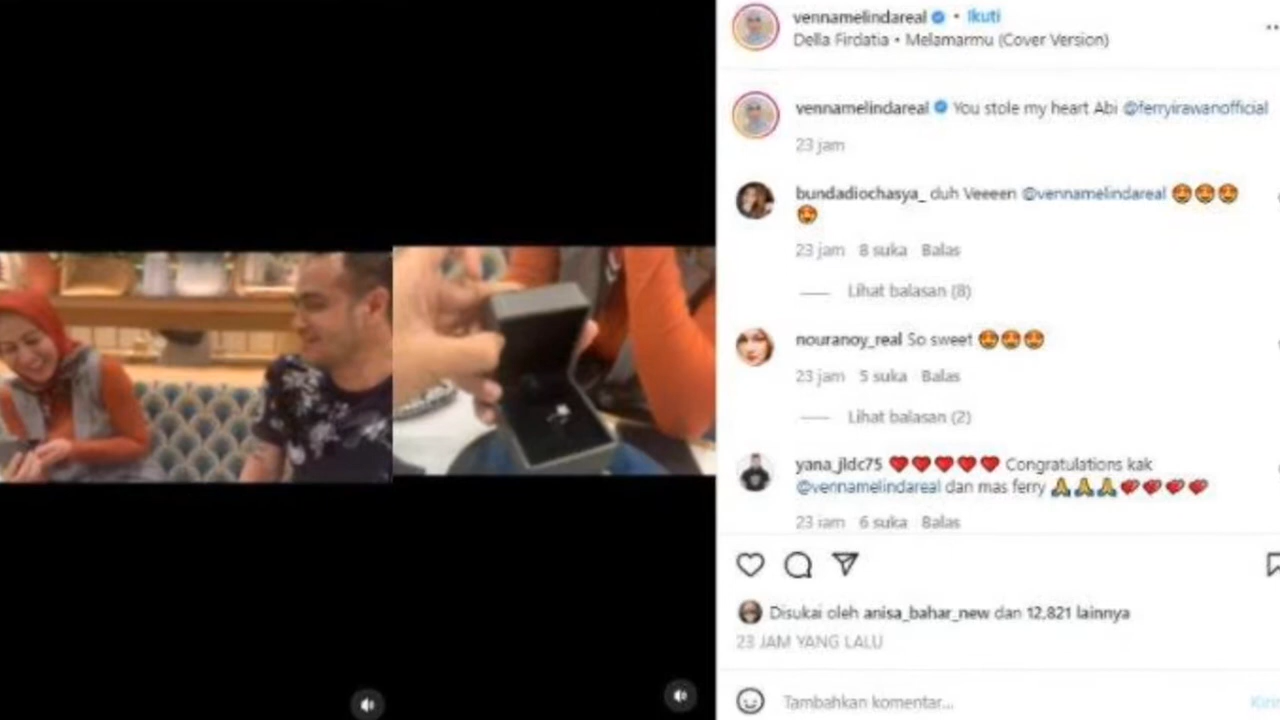 vennamelindareal • Ikuti
Della Firdatia • Melamarmu (Cover Version)
vennamelindareal You stole my heart Abi @ferryirawanofficial
23 jam
bundadiochasya_ duh Veeeen @vennamelindareal 🤩🤩🤩
🤩
23 jam 8 suka Balas
Lihat balasan (8)
nouranoy_real So sweet 🤩🤩🤩
23 jam 5 suka Balas
Lihat balasan (2)
yana_jldc75 ❤️❤️❤️❤️❤️ Congratulations kak
@vennamelindareal dan mas ferry 🙏🙏🙏💕💕💕💕
23 jam 6 suka Balas
Disukai oleh anisa_bahar_new dan 12,821 lainnya
23 JAM YANG LALU
Tambahkan komentar...